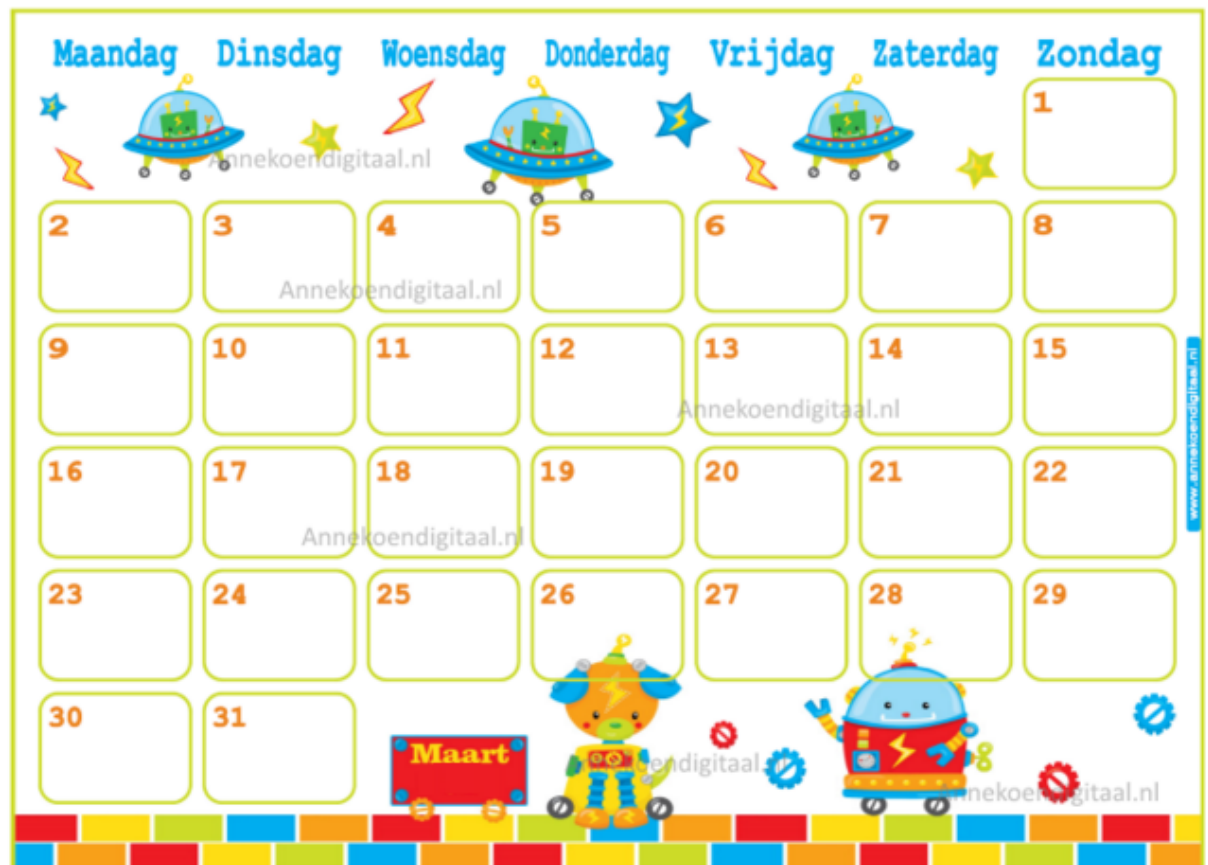 Maandag Dinsdag Woensdag Donderdag Vrijdag Zaterdag Zondag
1
Annekoendigitaal.nl
2 3 4 5 6 7 8
Annekoendigitaal.nl
9 10 11 12 13 14 15
Annekoendigitaal.nl
www.annekoendigitaal.nl
16 17 18 19 20 21 22
Annekoendigitaal.nl
23 24 25 26 27 28 29
30 31
Maart